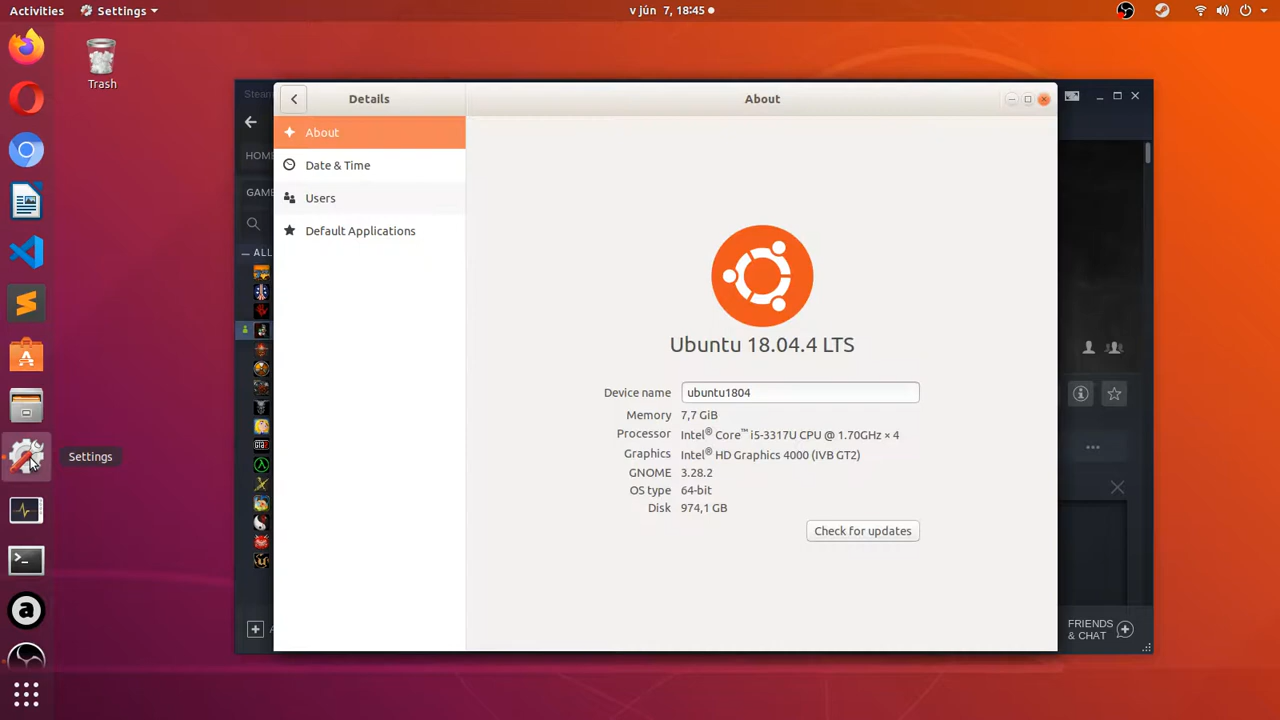 Activities
Settings
v jún 7, 18:45
Trash
Steam
Details
About
About
HOME
Date & Time
GAME
Users
Default Applications
ALL
Ubuntu 18.04.4 LTS
Device name ubuntu1804
Memory 7,7 GiB
Processor Intel® Core™ i5-3317U CPU @ 1.70GHz × 4
Graphics Intel® HD Graphics 4000 (IVB GT2)
GNOME 3.28.2
OS type 64-bit
Disk 974,1 GB
Check for updates
Settings
A
FRIENDS
& CHAT